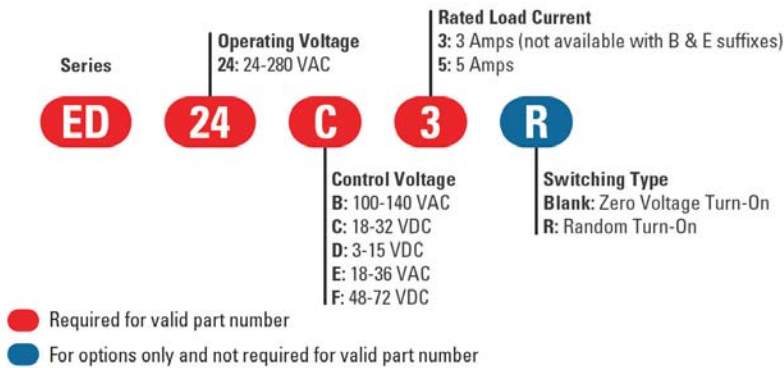 Rated Load Current
Operating Voltage
3: 3 Amps (not available with B & E suffixes)
Series
24: 24-280 VAC
5: 5 Amps
ED
24
C
3
R
Control Voltage
B: 100-140 VAC
C: 18-32 VDC
D: 3-15 VDC
E: 18-36 VAC
F: 48-72 VDC
Switching Type
Blank: Zero Voltage Turn-On
R: Random Turn-On
Required for valid part number
For options only and not required for valid part number